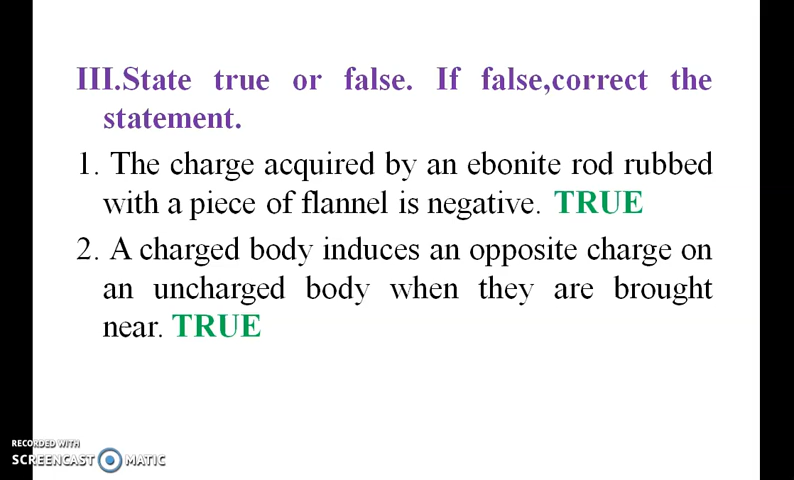 III.State true or false. If false,correct the
statement.
1. The charge acquired by an ebonite rod rubbed
with a piece of flannel is negative. TRUE
2. A charged body induces an opposite charge on
an uncharged body when they are brought
near. TRUE
RECORDED WITH
SCREENCAST MATIC